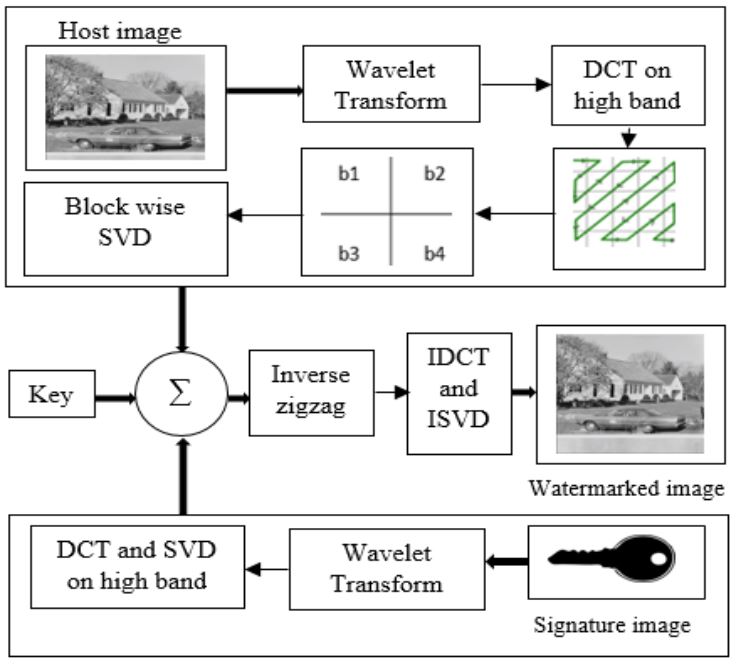 Host image
Wavelet
Transform
DCT on
high band
b1 b2
b3 b4
Block wise
SVD
Key
Σ
Inverse
zigzag
IDCT
and
ISVD
Watermarked image
DCT and SVD
on high band
Wavelet
Transform
Signature image